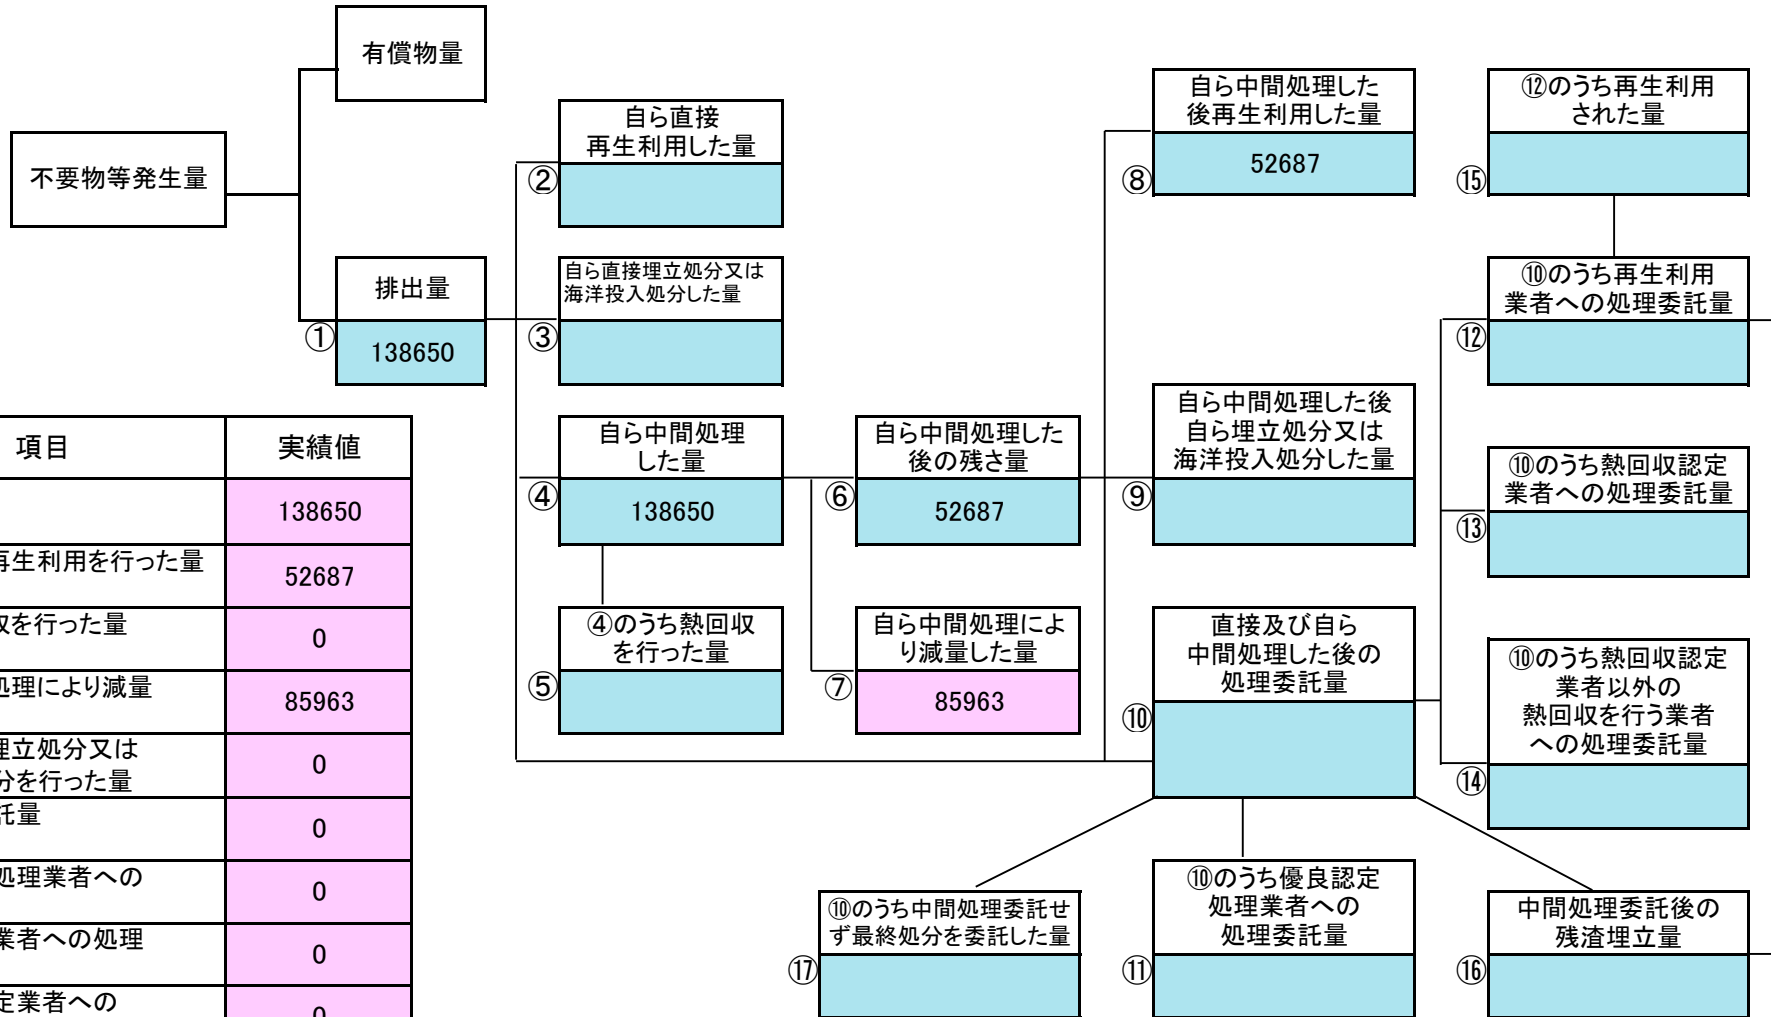 有償物量
不要物等発生量
排出量
①
138650
自ら直接
再生利用した量
②
自ら直接埋立処分又は
海洋投入処分した量
③
自ら中間処理
した量
④
138650
④のうち熱回収
を行った量
⑤
自ら中間処理した
後の残さ量
⑥
52687
自ら中間処理によ
り減量した量
⑦
85963
自ら中間処理した
後再生利用した量
⑧
52687
自ら中間処理した後
自ら埋立処分又は
海洋投入処分した量
⑨
直接及び自ら
中間処理した後の
処理委託量
⑩
⑫のうち再生利用
された量
⑮
⑩のうち再生利用
業者への処理委託量
⑫
⑩のうち熱回収認定
業者への処理委託量
⑬
⑩のうち熱回収認定
業者以外の
熱回収を行う業者
への処理委託量
⑭
⑩のうち中間処理委託せ
ず最終処分を委託した量
⑰
⑩のうち優良認定
処理業者への
処理委託量
⑪
中間処理委託後の
残渣埋立量
⑯
項目 実績値
138650
再生利用を行った量 52687
収を行った量 0
処理により減量 85963
埋立処分又は
分を行った量 0
託量 0
処理業者への 0
業者への処理 0
定業者への 0